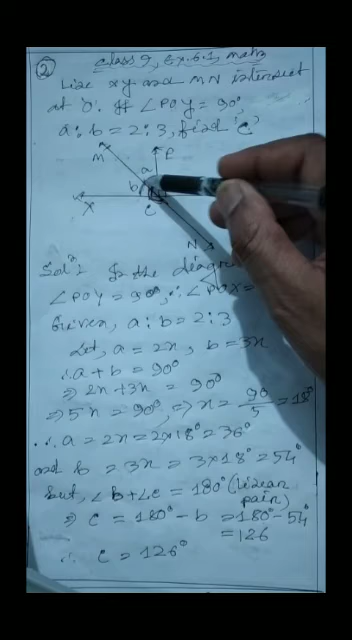 2
class 9, Ex. 6.1, math
Line xy and MN intersect
at 'O'. If ∠POY = 90°,
a : b = 2 : 3, find 'C'
M P
a
b
X
C
N
Solⁿ: In the diagra
∠POY = 90°, ∴ ∠POX =
Given, a : b = 2 : 3
Let, a = 2x, b = 3x
∴ a + b = 90°
⇒ 2x + 3x = 90°
⇒ 5x = 90°, ⇒ x = 90/5 = 18°
∴ a = 2x = 2×18° = 36°
and b = 3x = 3×18° = 54°
but, ∠b + ∠c = 180° (linear
pair)
⇒ c = 180° - b = 180° - 54°
= 126
∴ c = 126°